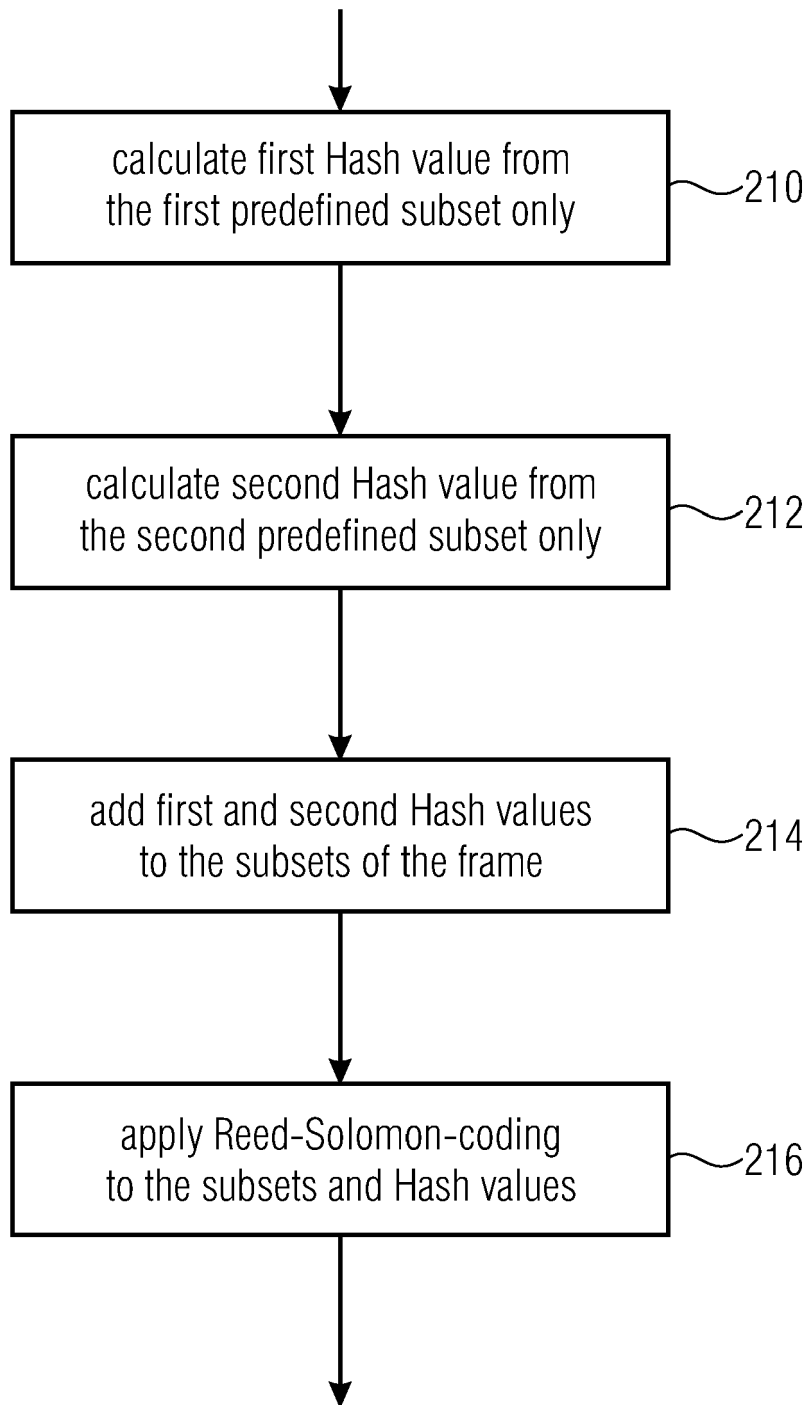 calculate first Hash value from
the first predefined subset only
210
calculate second Hash value from
the second predefined subset only
212
add first and second Hash values
to the subsets of the frame
214
apply Reed-Solomon-coding
to the subsets and Hash values
216